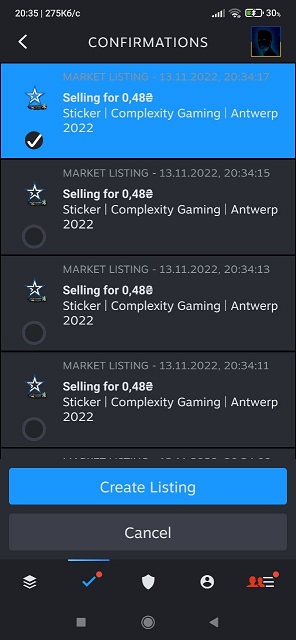 20:35 | 275K/c
30%
CONFIRMATIONS
MARKET LISTING - 13.11.2022, 20:34:17
Selling for 0,48₴
Sticker | Complexity Gaming | Antwerp
2022
MARKET LISTING - 13.11.2022, 20:34:15
Selling for 0,48₴
Sticker | Complexity Gaming | Antwerp
2022
MARKET LISTING - 13.11.2022, 20:34:13
Selling for 0,48₴
Sticker | Complexity Gaming | Antwerp
2022
MARKET LISTING - 13.11.2022, 20:34:11
Selling for 0,48₴
Sticker | Complexity Gaming | Antwerp
2022
Create Listing
Cancel